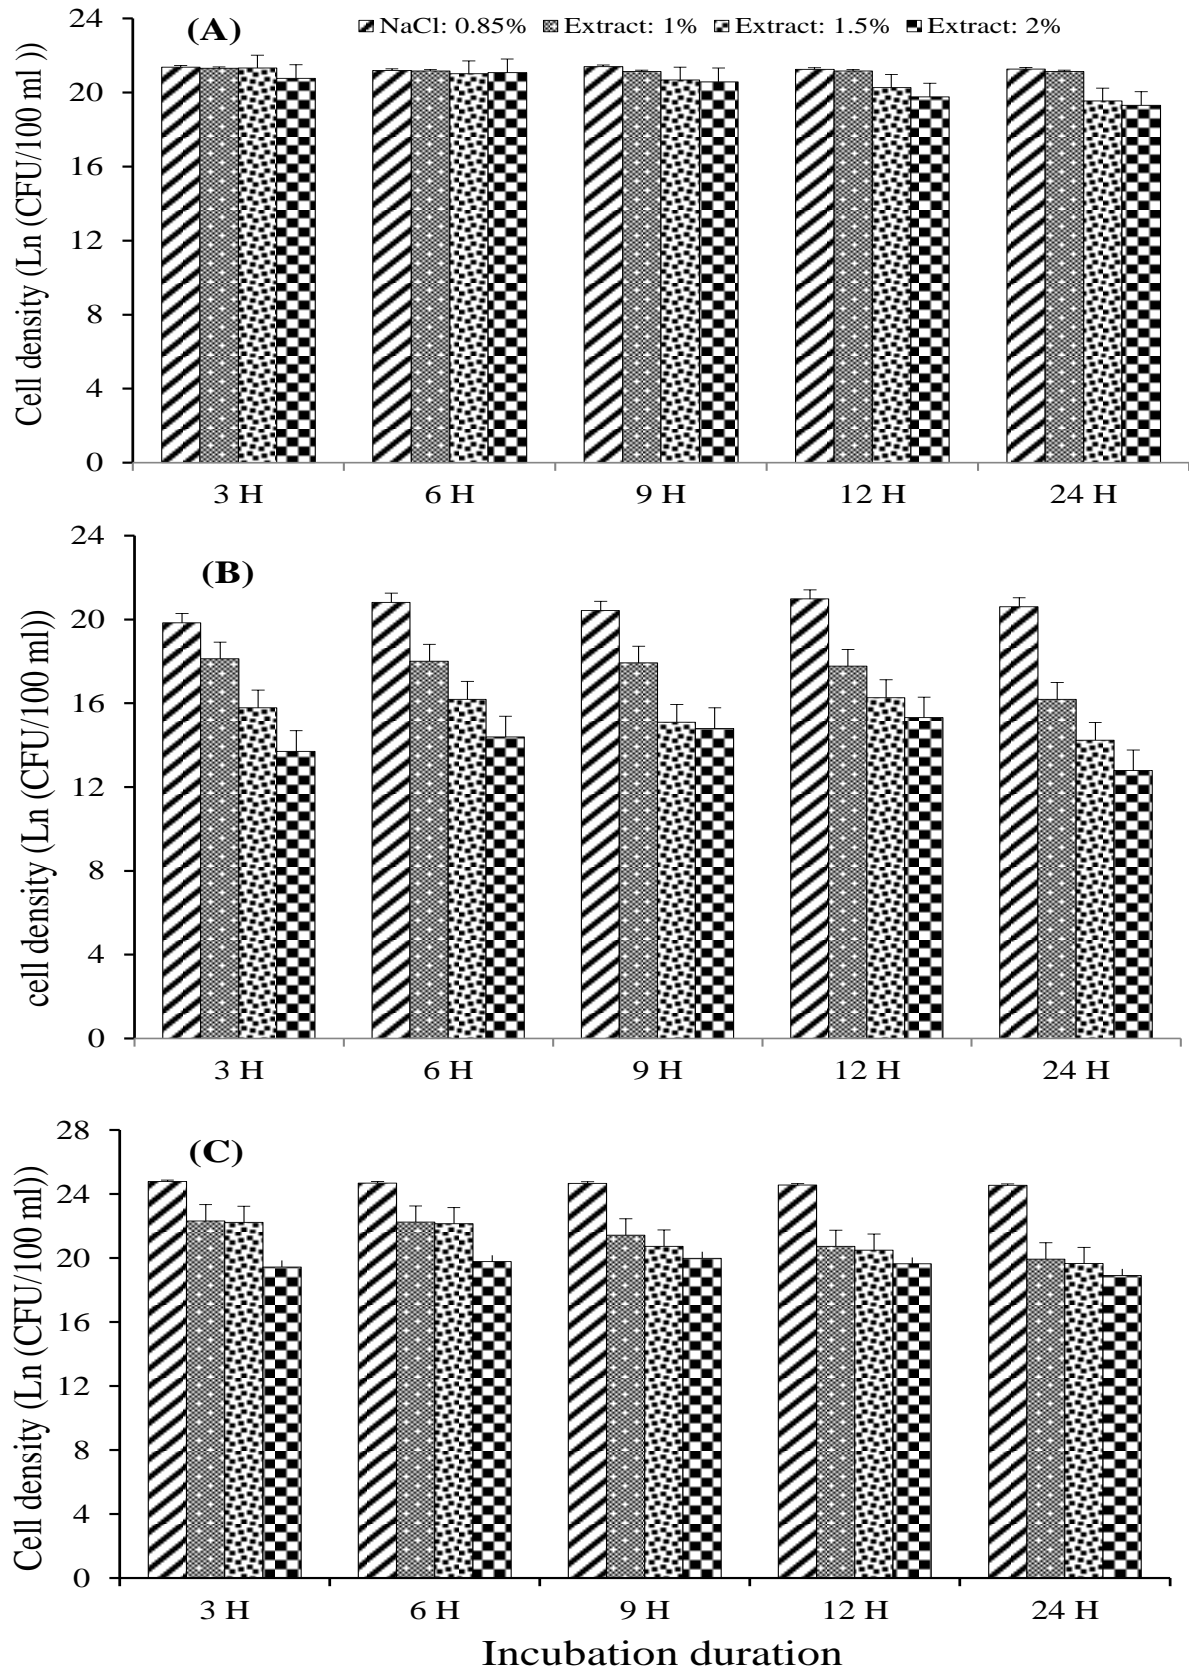 (A)
NaCl: 0.85% Extract: 1% Extract: 1.5% Extract: 2%
Cell density (Ln (CFU/100 ml ))
24
20
16
12
8
4
0
3 H 6 H 9 H 12 H 24 H
(B)
cell density (Ln (CFU/100 ml))
24
20
16
12
8
4
0
3 H 6 H 9 H 12 H 24 H
(C)
Cell density (Ln (CFU/100 ml))
28
24
20
16
12
8
4
0
3 H 6 H 9 H 12 H 24 H
Incubation duration